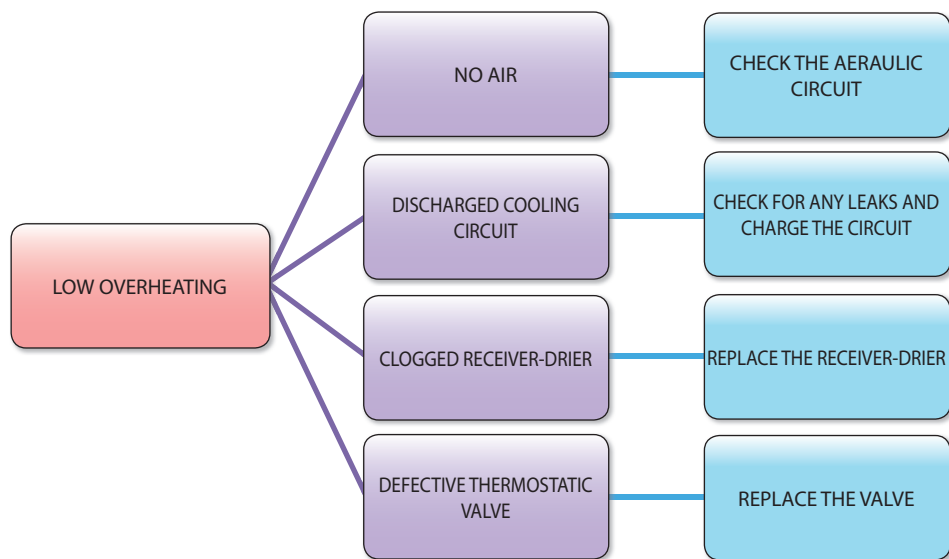 LOW OVERHEATING
NO AIR
CHECK THE AERAULIC
CIRCUIT
DISCHARGED COOLING
CIRCUIT
CHECK FOR ANY LEAKS AND
CHARGE THE CIRCUIT
CLOGGED RECEIVER-DRIER
REPLACE THE RECEIVER-DRIER
DEFECTIVE THERMOSTATIC
VALVE
REPLACE THE VALVE